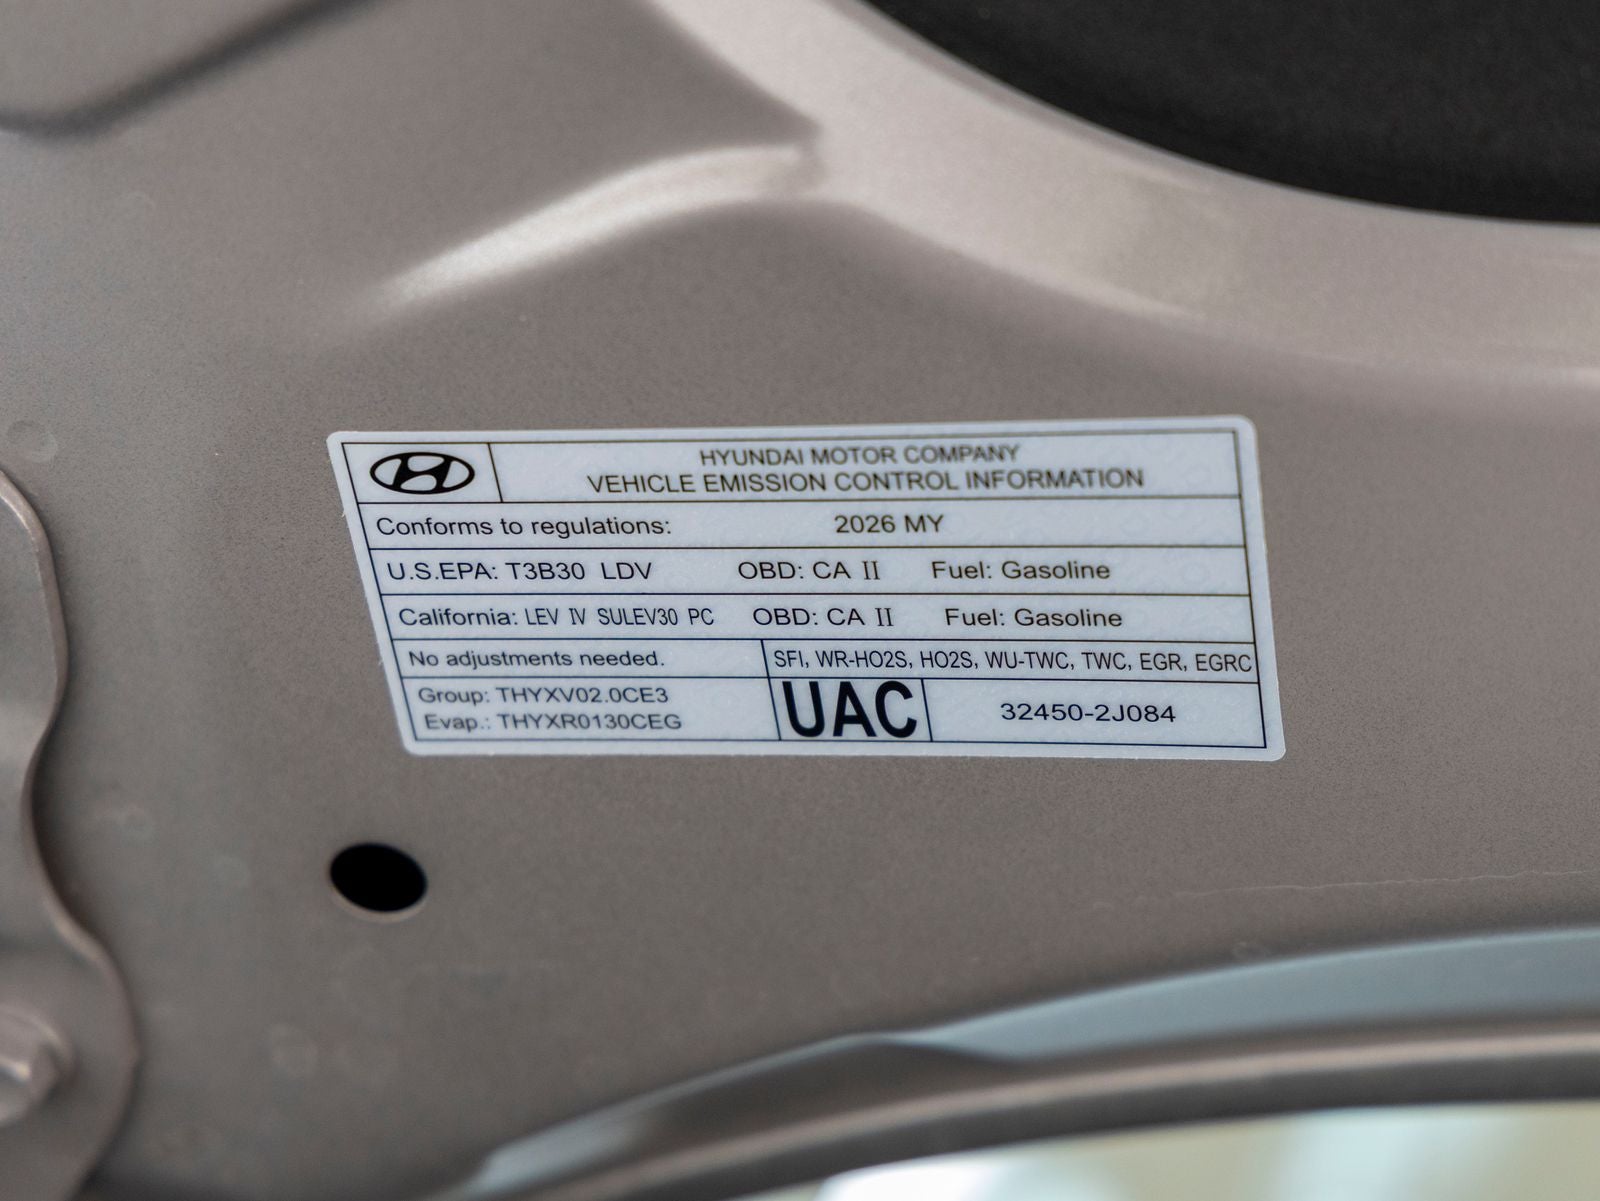 HYUNDAI MOTOR COMPANY
VEHICLE EMISSION CONTROL INFORMATION
Conforms to regulations: 2026 MY
U.S.EPA: T3B30 LDV OBD: CA II Fuel: Gasoline
California: LEV IV SULEV30 PC OBD: CA II Fuel: Gasoline
No adjustments needed. SFI, WR-HO2S, HO2S, WU-TWC, TWC, EGR, EGRC
Group: THYXV02.0CE3
Evap.: THYXR0130CEG
UAC 32450-2J084